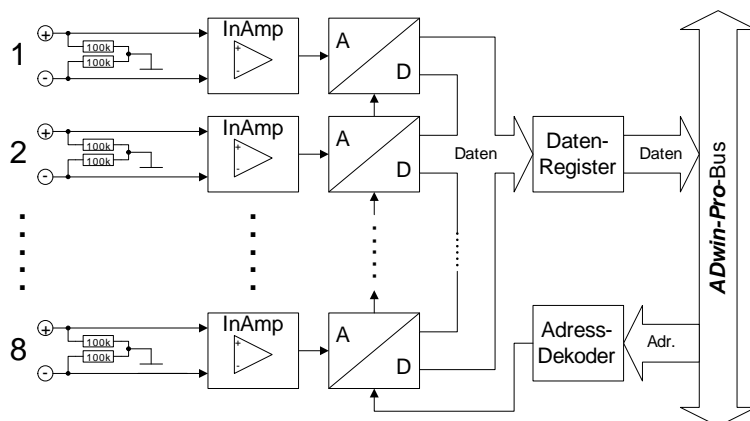 1
+
-
100k
100k
InAmp
+
-
A
D
2
+
-
100k
100k
InAmp
+
-
A
D
Daten
Daten-
Register
Daten
ADwin-Pro-Bus
8
+
-
100k
100k
InAmp
+
-
A
D
Adress-
Dekoder
Adr.